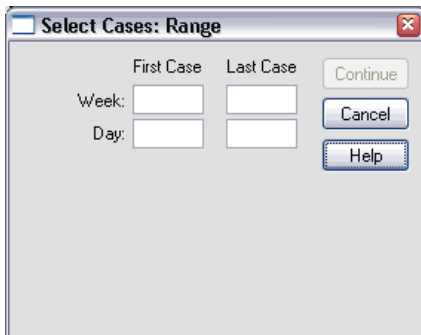 Select Cases: Range
First Case Last Case
Continue
Week:
Cancel
Day:
Help